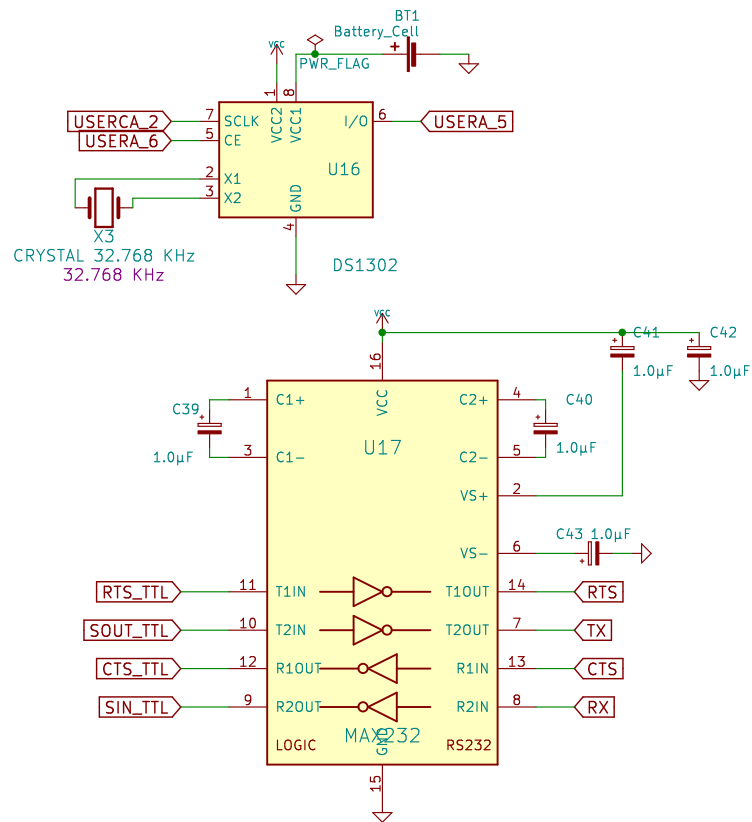 BT1
Battery_Cell
vcc
+
PWR_FLAG
1
8
USERCA_2
7
SCLK
VCC2
VCC1
I/O
6
USERA_5
USERA_6
5
CE
2
X1
U16
3
X2
GND
4
X3
CRYSTAL 32.768 KHz
32.768 KHz
DS1302
vcc
C41
C42
+
+
16
1.0µF
1.0µF
1
C1+
VCC
C2+
4
C39
+
+
C40
U17
1.0µF
3
C1-
C2-
5
1.0µF
VS+
2
C43 1.0µF
VS-
6
+
RTS_TTL
11
T1IN
T1OUT
14
RTS
SOUT_TTL
10
T2IN
T2OUT
7
TX
CTS_TTL
12
R1OUT
R1IN
13
CTS
SIN_TTL
9
R2OUT
R2IN
8
RX
MAX232
LOGIC
GND
RS232
15